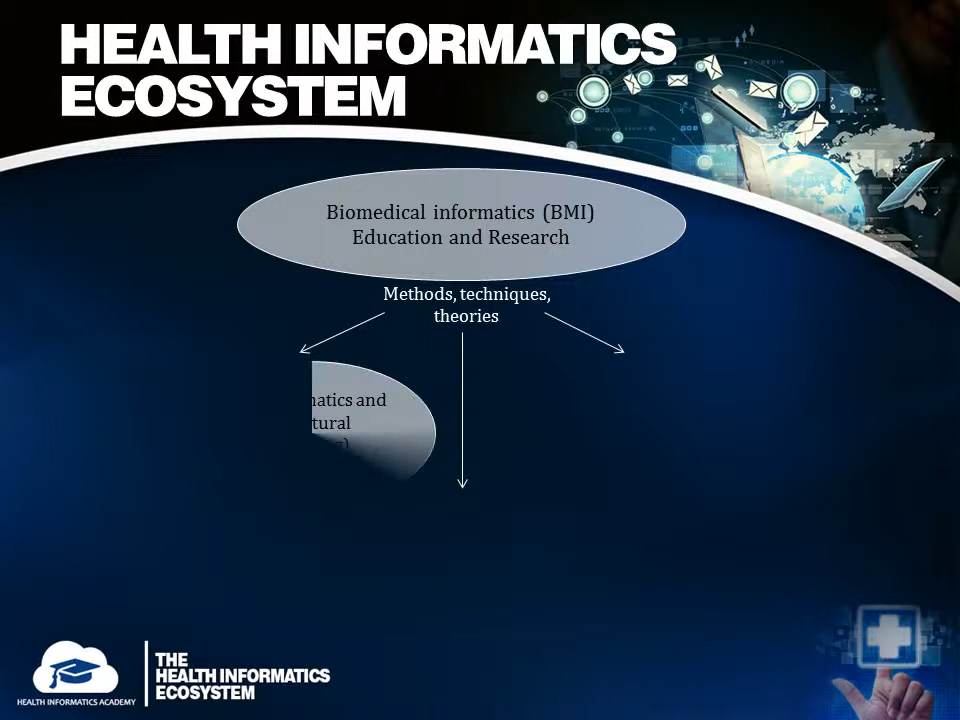 HEALTH INFORMATICS
ECOSYSTEM
Biomedical informatics (BMI)
Education and Research
Methods, techniques,
theories
and
HEALTH INFORMATICS ACADEMY
THE
HEALTH INFORMATICS
ECOSYSTEM